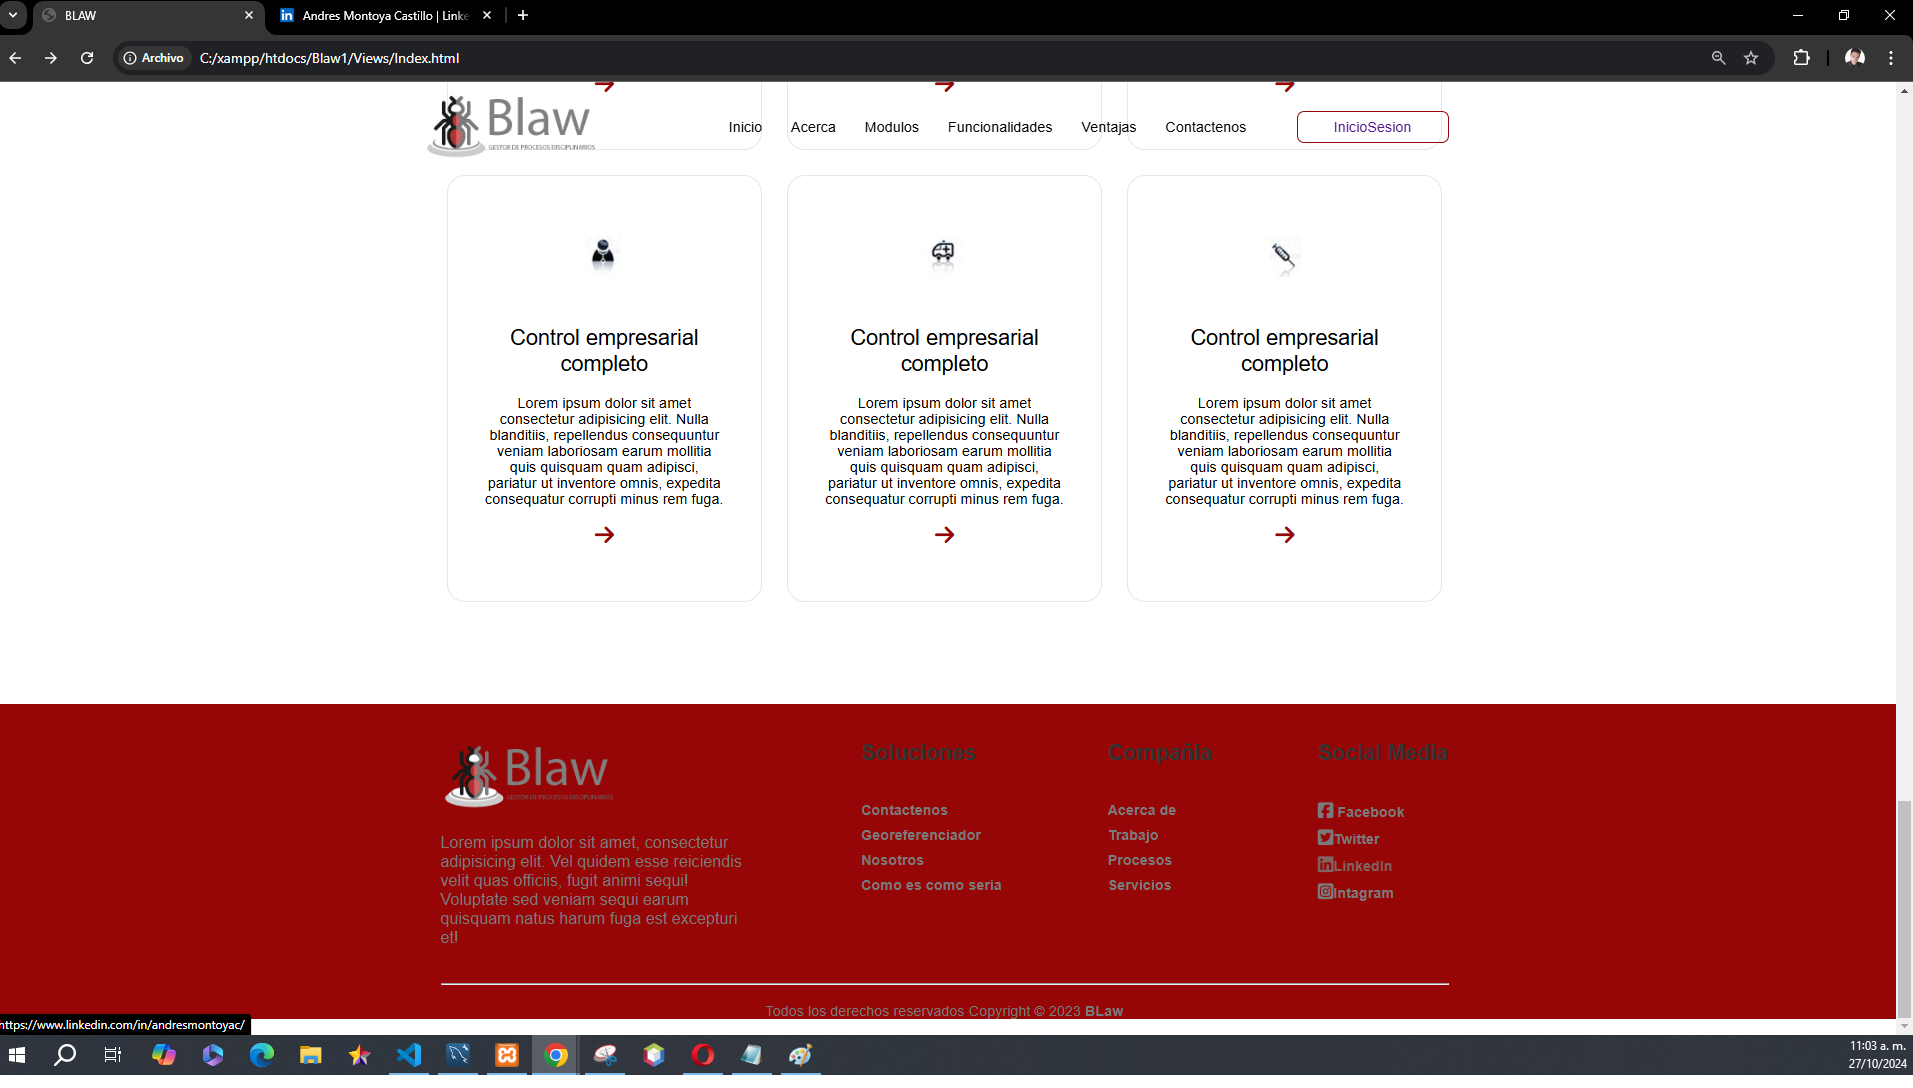 BLAW
Andres Montoya Castillo | Linke
Archivo
C:/xampp/htdocs/Blaw1/Views/Index.html
Blaw
GESTOR DE PROCESOS DISCIPLINARIOS
Inicio
Acerca
Modulos
Funcionalidades
Ventajas
Contactenos
InicioSesion
Control empresarial
completo
Lorem ipsum dolor sit amet
consectetur adipisicing elit. Nulla
blanditiis, repellendus consequuntur
veniam laboriosam earum mollitia
quis quisquam quam adipisci,
pariatur ut inventore omnis, expedita
consequatur corrupti minus rem fuga.
Control empresarial
completo
Lorem ipsum dolor sit amet
consectetur adipisicing elit. Nulla
blanditiis, repellendus consequuntur
veniam laboriosam earum mollitia
quis quisquam quam adipisci,
pariatur ut inventore omnis, expedita
consequatur corrupti minus rem fuga.
Control empresarial
completo
Lorem ipsum dolor sit amet
consectetur adipisicing elit. Nulla
blanditiis, repellendus consequuntur
veniam laboriosam earum mollitia
quis quisquam quam adipisci,
pariatur ut inventore omnis, expedita
consequatur corrupti minus rem fuga.
Blaw
GESTOR DE PROCESOS DISCIPLINARIOS
Lorem ipsum dolor sit amet, consectetur
adipisicing elit. Vel quidem esse reiciendis
velit quas officiis, fugit animi sequi!
Voluptate sed veniam sequi earum
quisquam natus harum fuga est excepturi
et!
Soluciones
Contactenos
Georeferenciador
Nosotros
Como es como seria
Compañia
Acerca de
Trabajo
Procesos
Servicios
Social Media
Facebook
Twitter
LinkedIn
Intagram
Todos los derechos reservados Copyright © 2023 BLaw
https://www.linkedin.com/in/andresmontoyac/
11:03 a. m.
27/10/2024